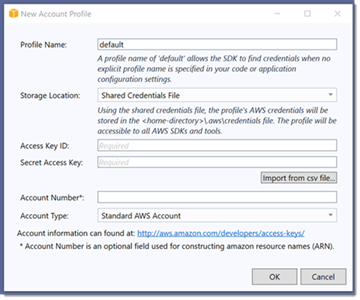 New Account Profile
Profile Name: default
A profile name of 'default' allows the SDK to find credentials when no
explicit profile name is specified in your code or application
configuration settings.
Storage Location: Shared Credentials File
Using the shared credentials file, the profile's AWS credentials will be
stored in the <home-directory>\.aws\credentials file. The profile will be
accessible to all AWS SDKs and tools.
Access Key ID: Required
Secret Access Key: Required
Import from csv file...
Account Number*:
Account Type: Standard AWS Account
Account information can found at: http://aws.amazon.com/developers/access-keys/
* Account Number is an optional field used for constructing amazon resource names (ARN).
OK Cancel